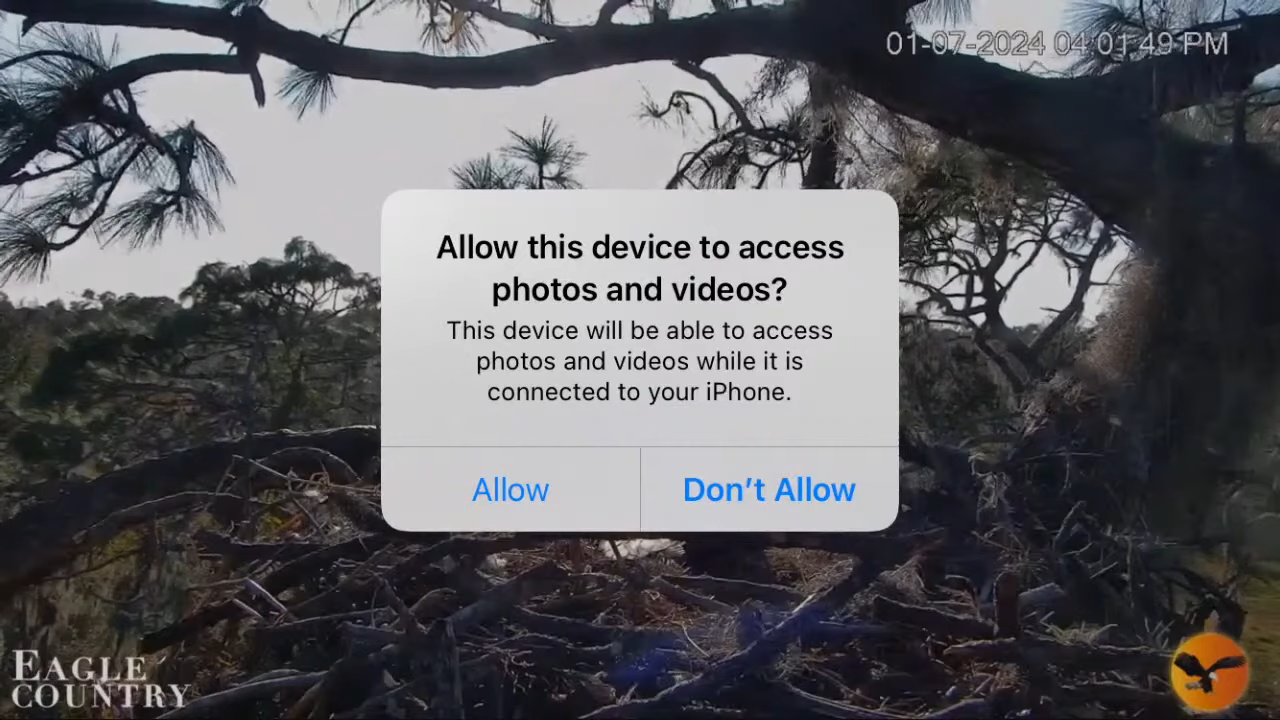 01-07-2024 04:01:49 PM
Allow this device to access
photos and videos?
This device will be able to access
photos and videos while it is
connected to your iPhone.
Allow
Don’t Allow
EAGLE
COUNTRY